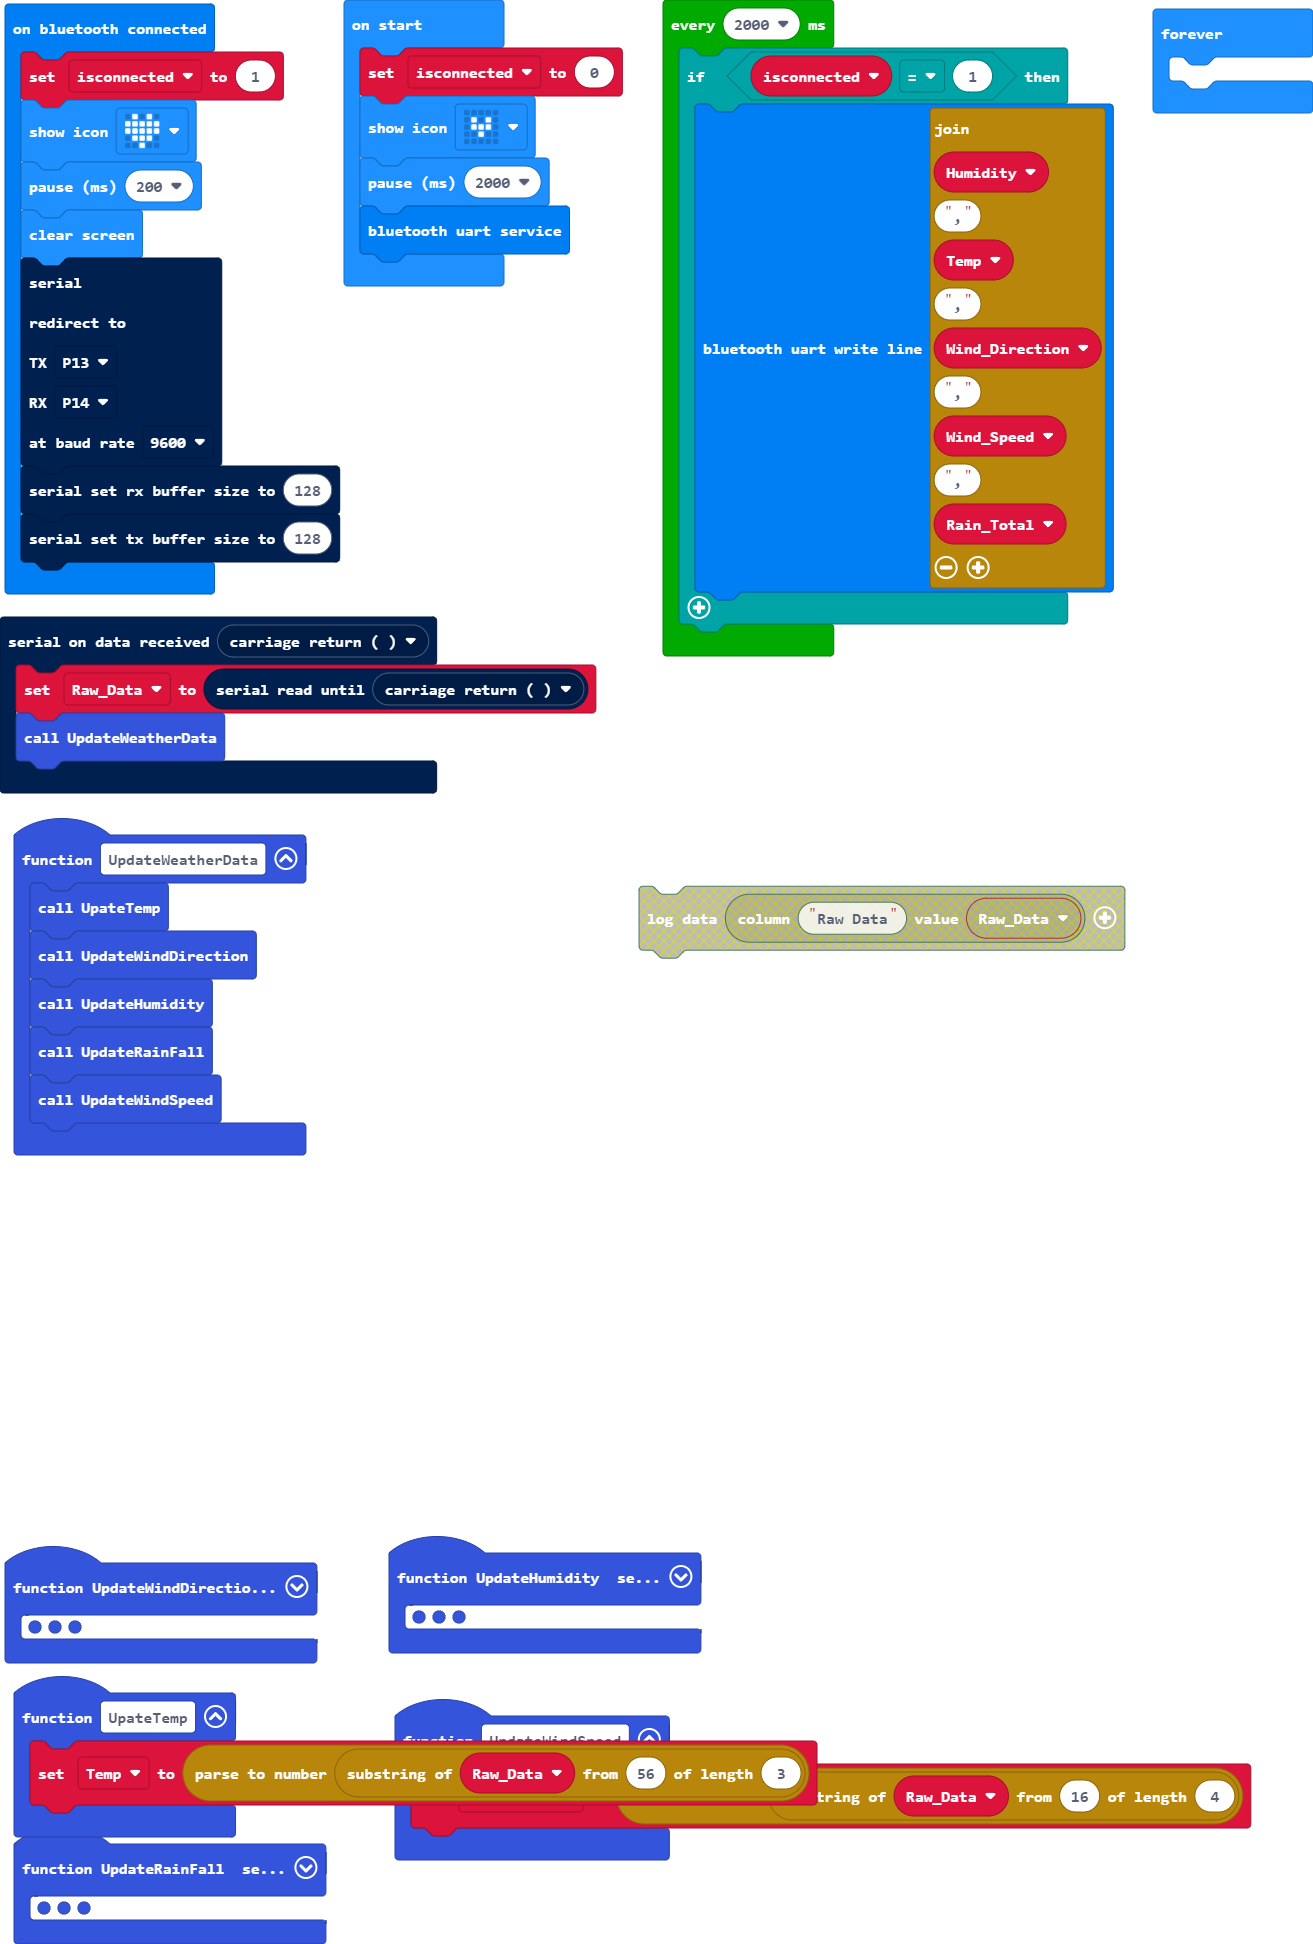 on bluetooth connected
set isconnected to 1
show icon
pause (ms) 200
clear screen
serial
redirect to
TX P13
RX P14
at baud rate 9600
serial set rx buffer size to 128
serial set tx buffer size to 128
on start
set isconnected to 0
show icon
pause (ms) 2000
bluetooth uart service
every 2000 ms
if isconnected = 1 then
bluetooth uart write line
join
Humidity
","
Temp
","
Wind_Direction
","
Wind_Speed
","
Rain_Total
forever
serial on data received carriage return ( )
set Raw_Data to serial read until carriage return ( )
call UpdateWeatherData
function UpdateWeatherData
call UpateTemp
call UpdateWindDirection
call UpdateHumidity
call UpdateRainFall
call UpdateWindSpeed
log data column "Raw Data" value Raw_Data
function UpdateWindDirectio...
function UpdateHumidity se...
function UpateTemp
set Temp to parse to number substring of Raw_Data from 56 of length 3
function UpdateWindSpeed
tring of Raw_Data from 16 of length 4
function UpdateRainFall se...